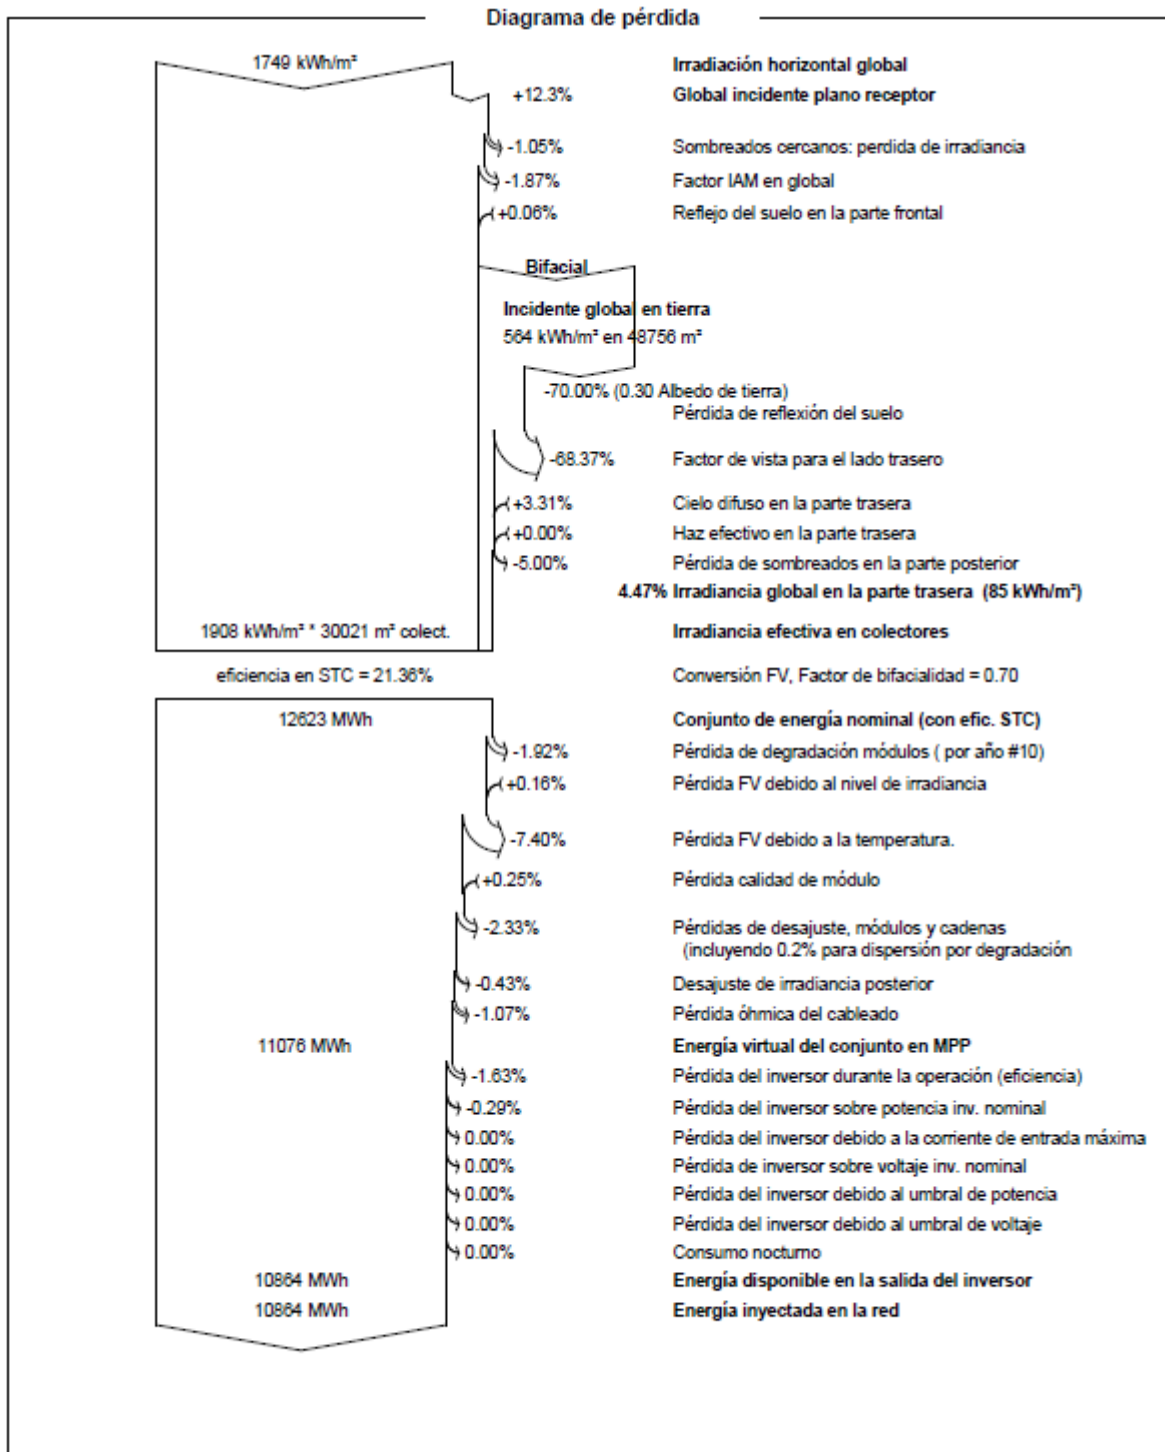 Diagrama de pérdida
1749 kWh/m² Irradiación horizontal global
+12.3% Global incidente plano receptor
-1.05% Sombreados cercanos: perdida de irradiancia
-1.87% Factor IAM en global
+0.06% Reflejo del suelo en la parte frontal
Bifacial
Incidente global en tierra
564 kWh/m² en 48756 m²
-70.00% (0.30 Albedo de tierra)
Pérdida de reflexión del suelo
-68.37% Factor de vista para el lado trasero
+3.31% Cielo difuso en la parte trasera
+0.00% Haz efectivo en la parte trasera
-5.00% Pérdida de sombreados en la parte posterior
4.47% Irradiancia global en la parte trasera (85 kWh/m²)
1908 kWh/m² * 30021 m² colect. Irradiancia efectiva en colectores
eficiencia en STC = 21.36% Conversión FV, Factor de bifacialidad = 0.70
12623 MWh Conjunto de energía nominal (con efic. STC)
-1.92% Pérdida de degradación módulos ( por año #10)
+0.16% Pérdida FV debido al nivel de irradiancia
-7.40% Pérdida FV debido a la temperatura.
+0.25% Pérdida calidad de módulo
-2.33% Pérdidas de desajuste, módulos y cadenas
(incluyendo 0.2% para dispersión por degradación
-0.43% Desajuste de irradiancia posterior
-1.07% Pérdida óhmica del cableado
11076 MWh Energía virtual del conjunto en MPP
-1.63% Pérdida del inversor durante la operación (eficiencia)
-0.29% Pérdida del inversor sobre potencia inv. nominal
0.00% Pérdida del inversor debido a la corriente de entrada máxima
0.00% Pérdida de inversor sobre voltaje inv. nominal
0.00% Pérdida del inversor debido al umbral de potencia
0.00% Pérdida del inversor debido al umbral de voltaje
0.00% Consumo nocturno
10864 MWh Energía disponible en la salida del inversor
10864 MWh Energía inyectada en la red